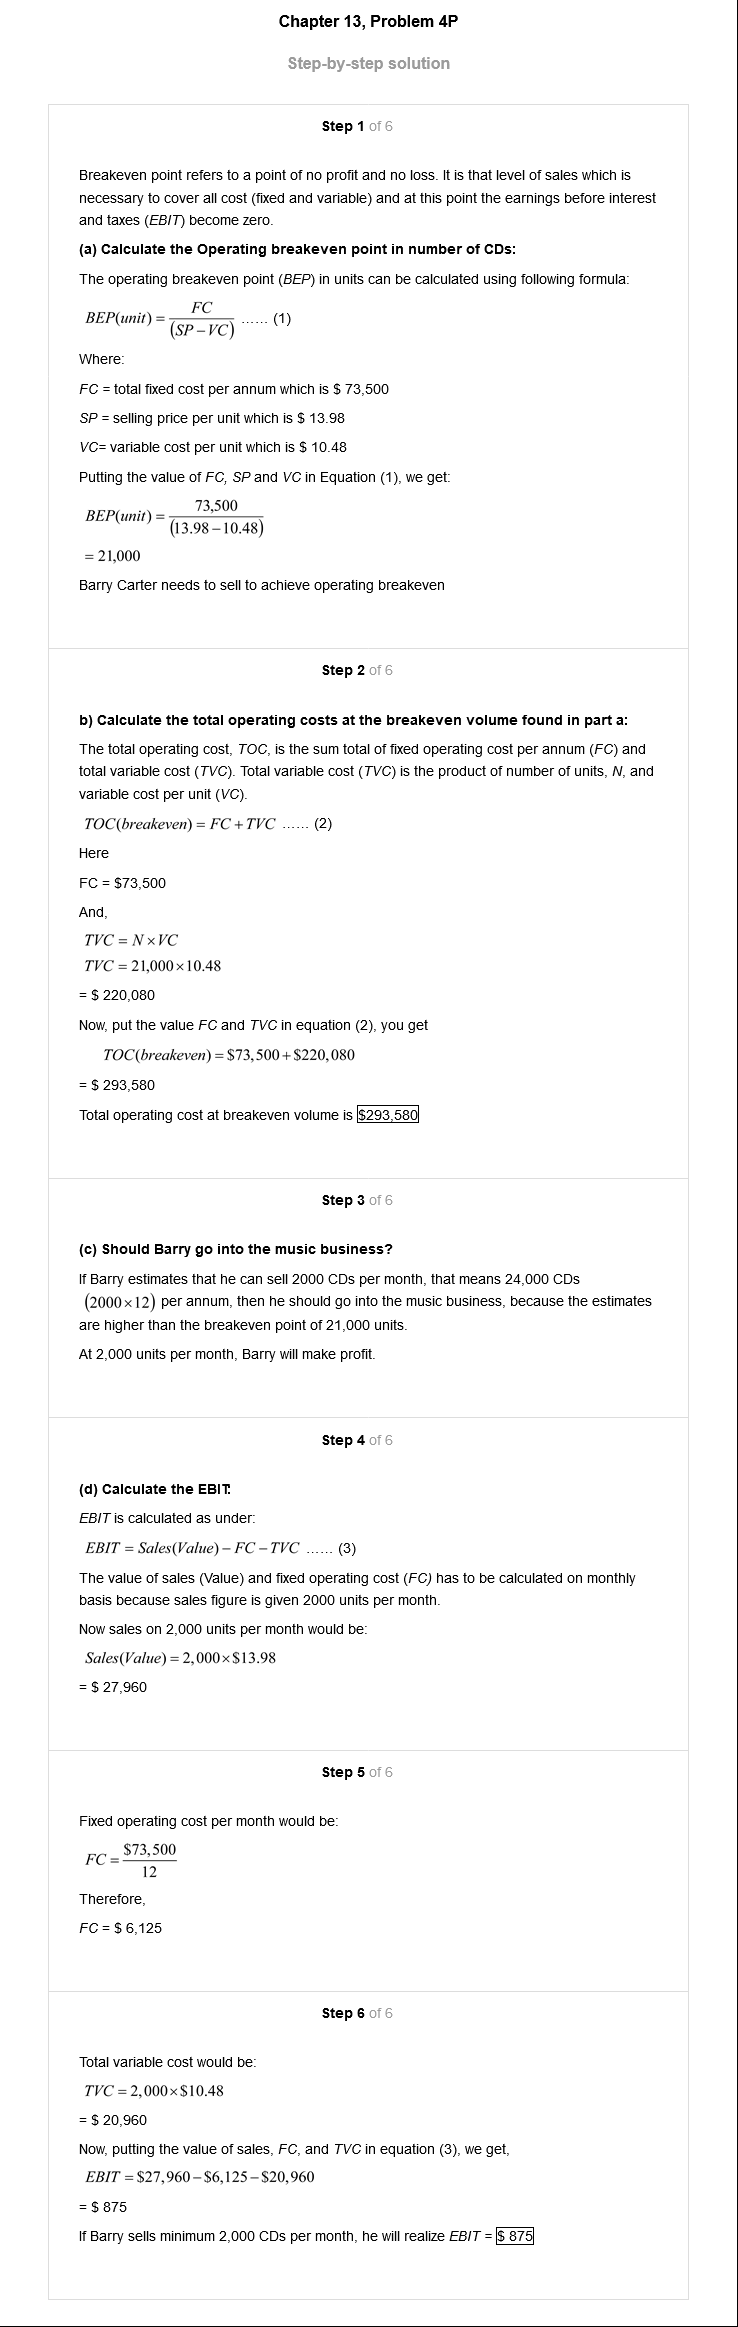 Chapter 13, Problem 4P
Step-by-step solution
Step 1 of 6
Breakeven point refers to a point of no profit and no loss. It is that level of sales which is
necessary to cover all cost (fixed and variable) and at this point the earnings before interest
and taxes (EBIT) become zero.
(a) Calculate the Operating breakeven point in number of CDs:
The operating breakeven point (BEP) in units can be calculated using following formula:
BEP(unit) = FC / (SP – VC) …… (1)
Where:
FC = total fixed cost per annum which is $ 73,500
SP = selling price per unit which is $ 13.98
VC= variable cost per unit which is $ 10.48
Putting the value of FC, SP and VC in Equation (1), we get:
BEP(unit) = 73,500 / (13.98 – 10.48)
= 21,000
Barry Carter needs to sell to achieve operating breakeven
Step 2 of 6
b) Calculate the total operating costs at the breakeven volume found in part a:
The total operating cost, TOC, is the sum total of fixed operating cost per annum (FC) and
total variable cost (TVC). Total variable cost (TVC) is the product of number of units, N, and
variable cost per unit (VC).
TOC(breakeven) = FC + TVC …… (2)
Here
FC = $73,500
And,
TVC = N × VC
TVC = 21,000 × 10.48
= $ 220,080
Now, put the value FC and TVC in equation (2), you get
TOC(breakeven) = $73,500 + $220,080
= $ 293,580
Total operating cost at breakeven volume is $293,580
Step 3 of 6
(c) Should Barry go into the music business?
If Barry estimates that he can sell 2000 CDs per month, that means 24,000 CDs
(2000×12) per annum, then he should go into the music business, because the estimates
are higher than the breakeven point of 21,000 units.
At 2,000 units per month, Barry will make profit.
Step 4 of 6
(d) Calculate the EBIT:
EBIT is calculated as under:
EBIT = Sales(Value) – FC – TVC …… (3)
The value of sales (Value) and fixed operating cost (FC) has to be calculated on monthly
basis because sales figure is given 2000 units per month.
Now sales on 2,000 units per month would be:
Sales(Value) = 2,000 × $13.98
= $ 27,960
Step 5 of 6
Fixed operating cost per month would be:
FC = $73,500 / 12
Therefore,
FC = $ 6,125
Step 6 of 6
Total variable cost would be:
TVC = 2,000 × $10.48
= $ 20,960
Now, putting the value of sales, FC, and TVC in equation (3), we get,
EBIT = $27,960 – $6,125 – $20,960
= $ 875
If Barry sells minimum 2,000 CDs per month, he will realize EBIT = $ 875